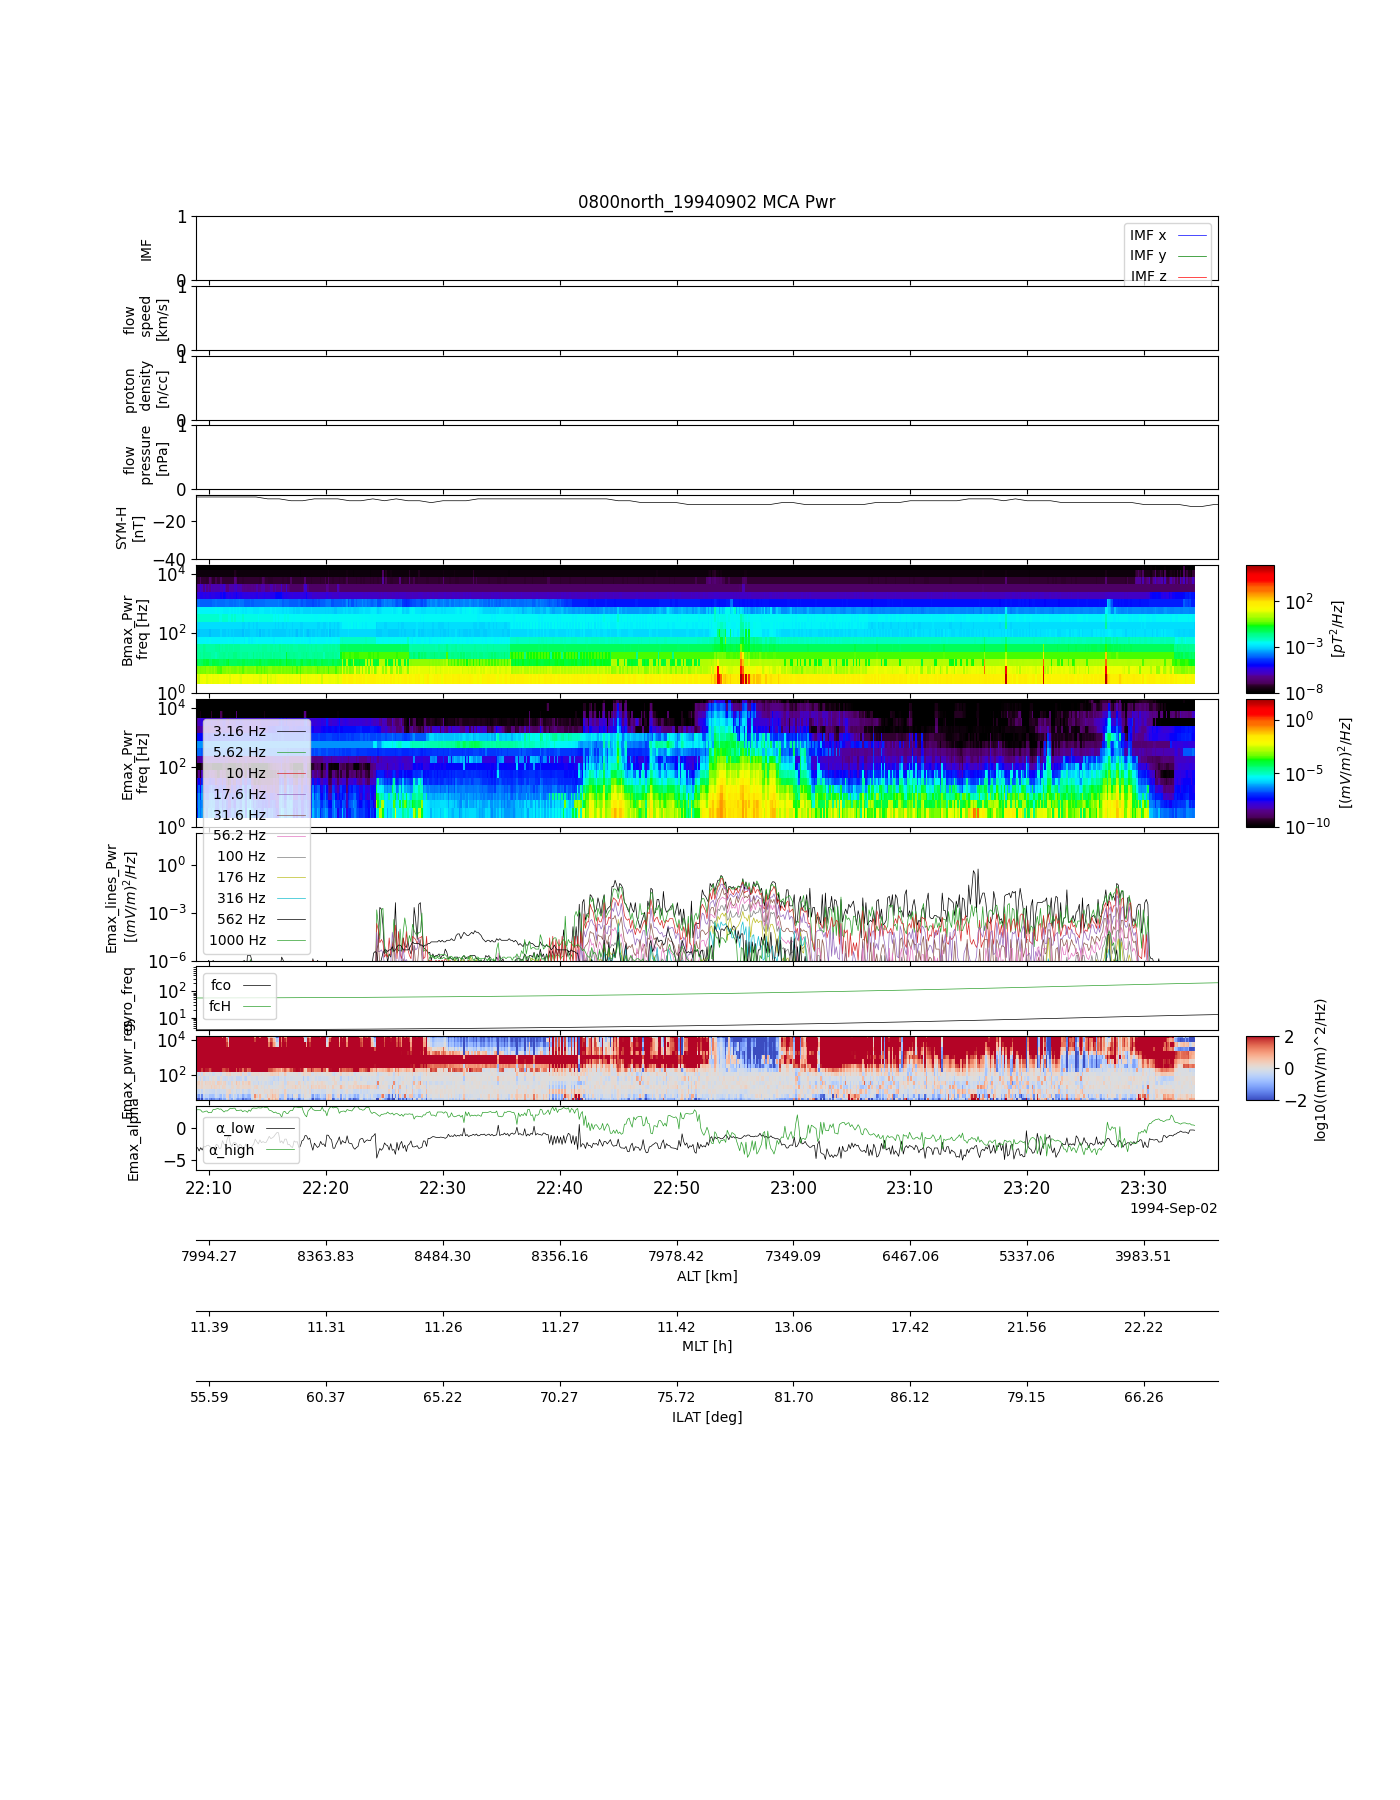 0800north_19940902 MCA Pwr
1
IMF
0
IMF x
IMF y
IMF z
1
flow
speed
[km/s]
0
1
proton
density
[n/cc]
0
1
flow
pressure
[nPa]
0
SYM-H
[nT]
−20
−40
Bmax_Pwr
freq [Hz]
10^4
10^2
10^0
10^2
10^−3
10^−8
[pT^2/Hz]
Emax_Pwr
freq [Hz]
10^4
10^2
10^0
10^0
10^−5
10^−10
[(mV/m)^2/Hz]
3.16 Hz
5.62 Hz
10 Hz
17.6 Hz
31.6 Hz
56.2 Hz
100 Hz
176 Hz
316 Hz
562 Hz
1000 Hz
Emax_lines_Pwr
[(mV/m)^2/Hz]
10^0
10^−3
10^−6
gyro_freq
10^2
10^1
fco
fcH
Emax_pwr_reg
10^4
10^2
2
0
−2
log10((mV/m)^2/Hz)
Emax_alpha
0
−5
α_low
α_high
22:10 22:20 22:30 22:40 22:50 23:00 23:10 23:20 23:30
1994-Sep-02
7994.27 8363.83 8484.30 8356.16 7978.42 7349.09 6467.06 5337.06 3983.51
ALT [km]
11.39 11.31 11.26 11.27 11.42 13.06 17.42 21.56 22.22
MLT [h]
55.59 60.37 65.22 70.27 75.72 81.70 86.12 79.15 66.26
ILAT [deg]